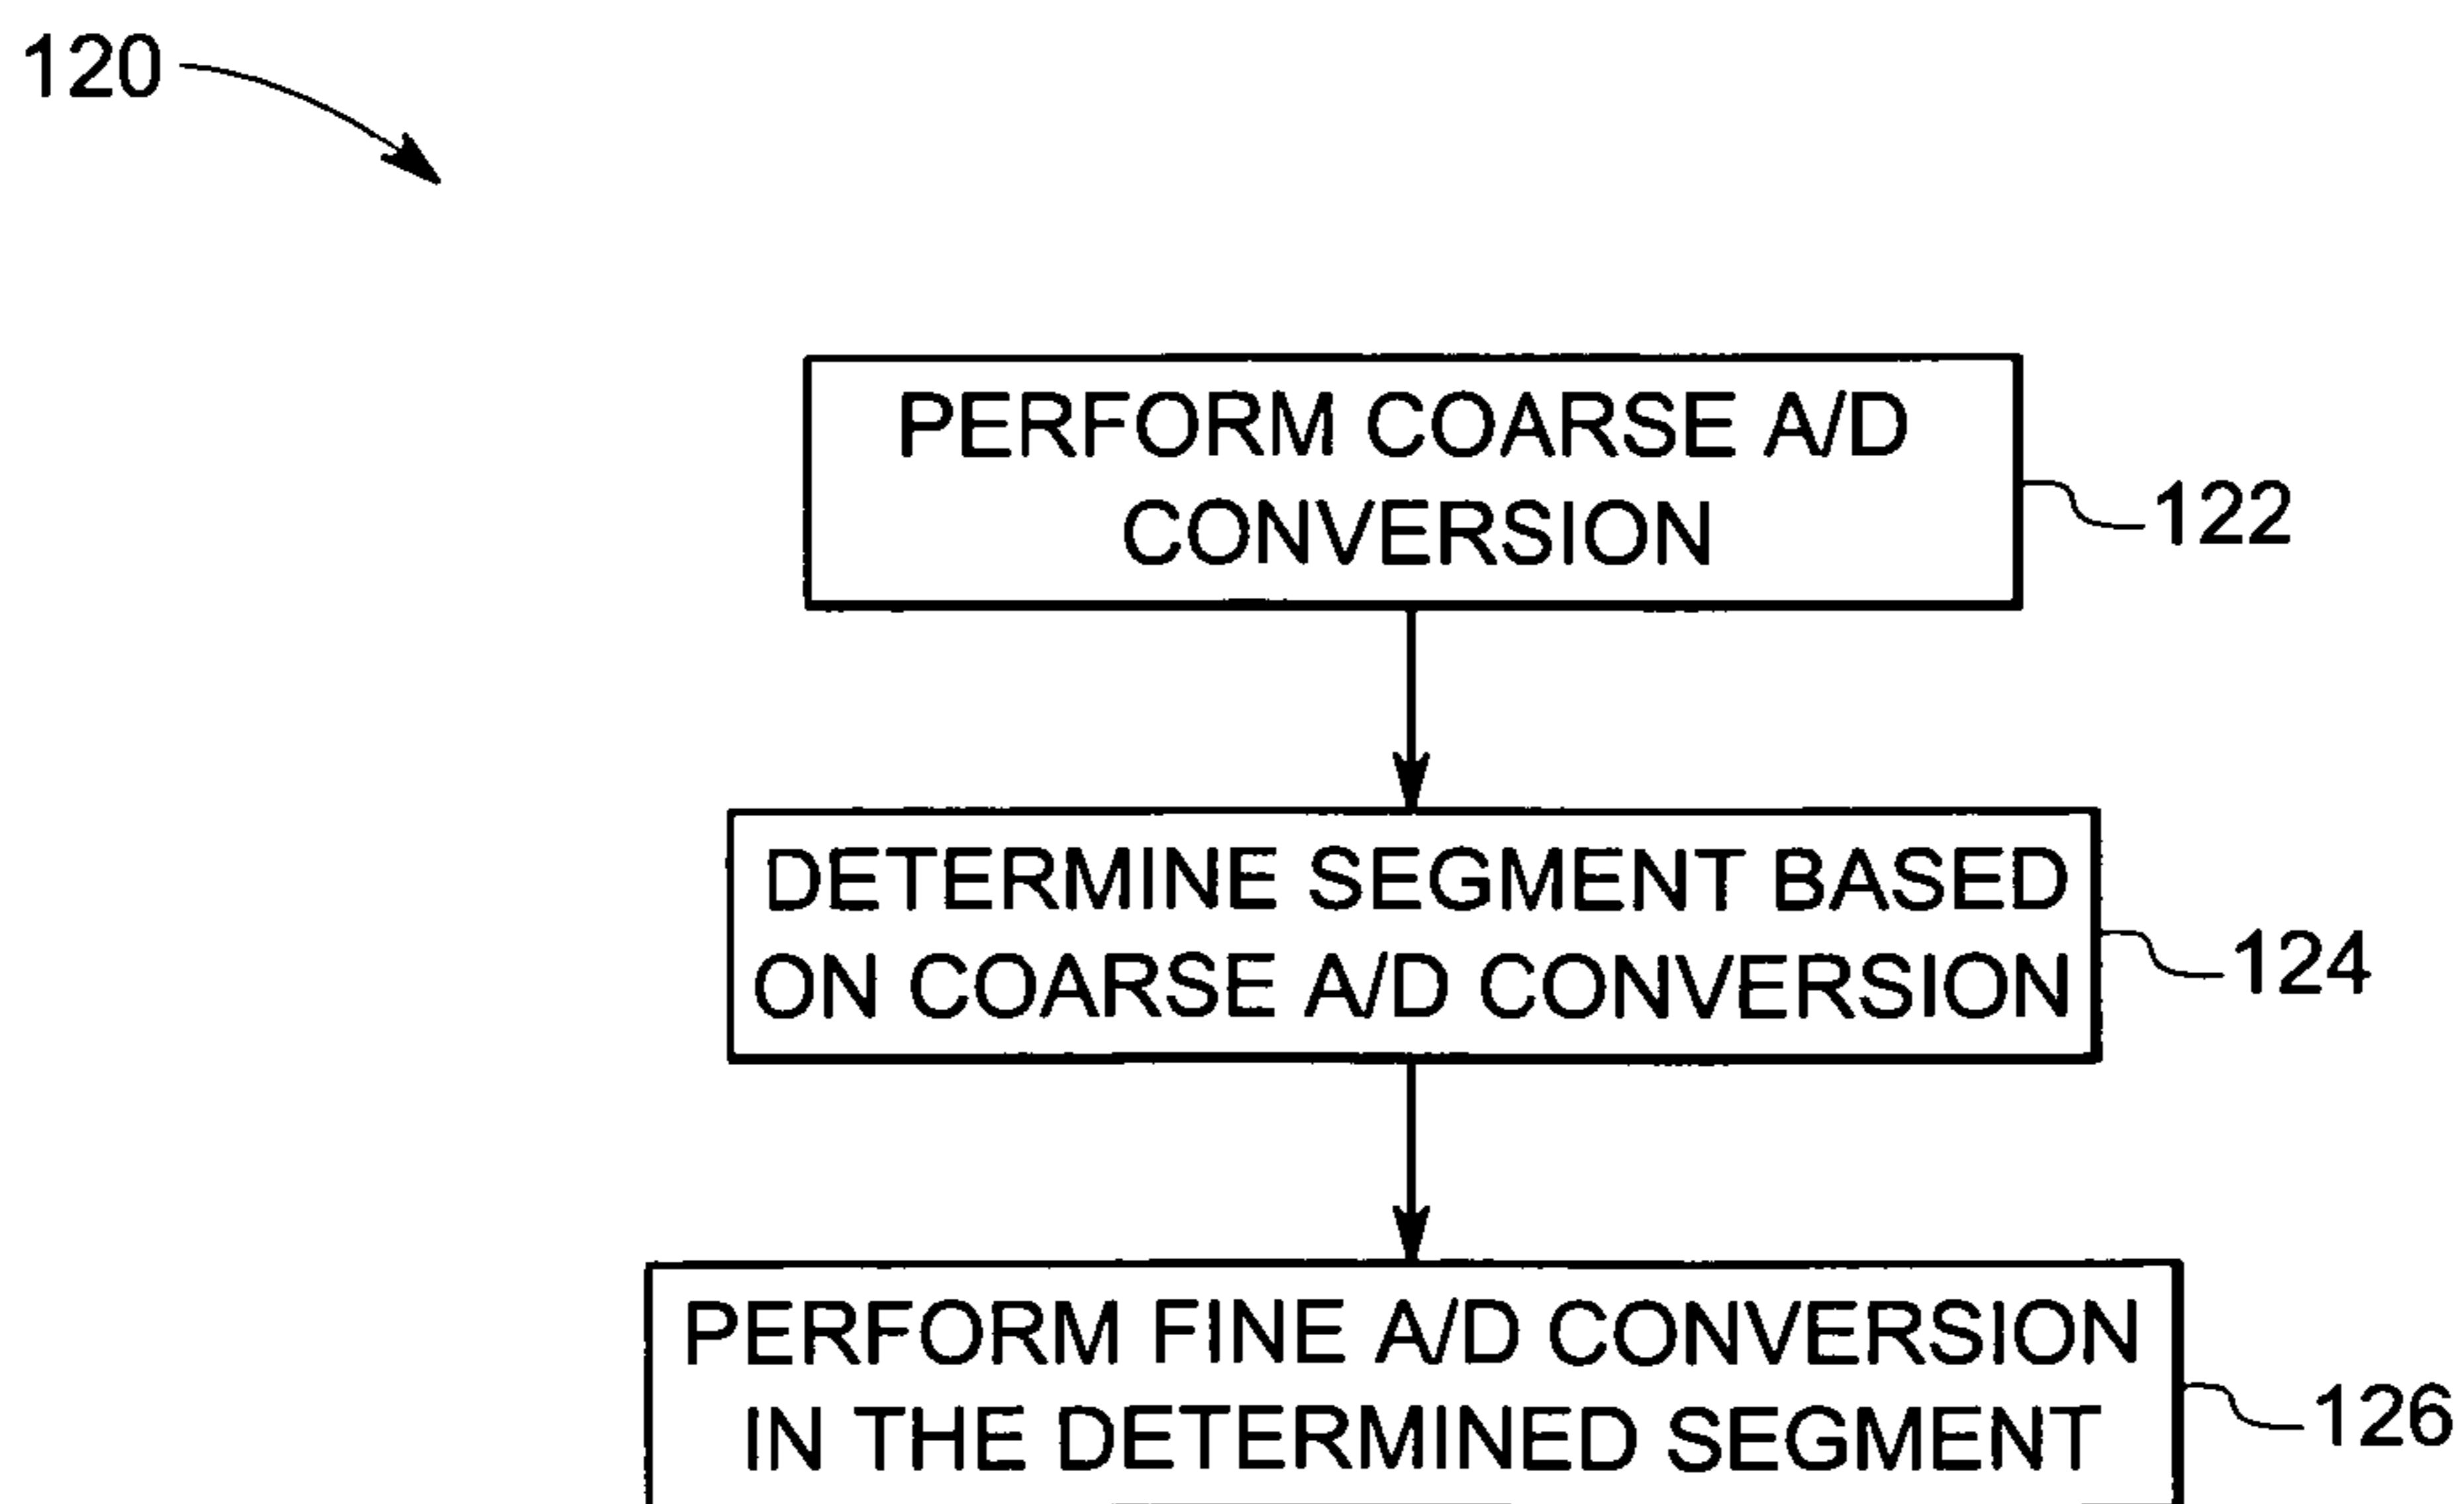 120
PERFORM COARSE A/D
CONVERSION
122
DETERMINE SEGMENT BASED
ON COARSE A/D CONVERSION
124
PERFORM FINE A/D CONVERSION
IN THE DETERMINED SEGMENT
126